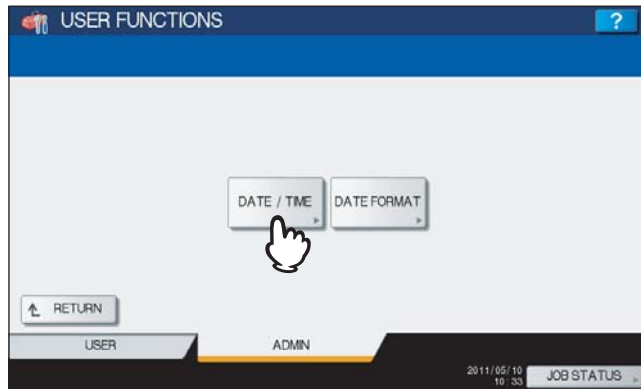 USER FUNCTIONS
?
DATE / TIME
DATE FORMAT
RETURN
USER
ADMIN
2011/05/10
10:33
JOB STATUS